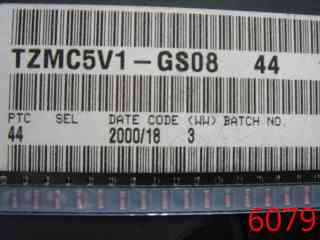 TZMC5V1-GS08 44
PTC SEL DATE CODE (WW) BATCH NO.
44 2000/18 3
6079